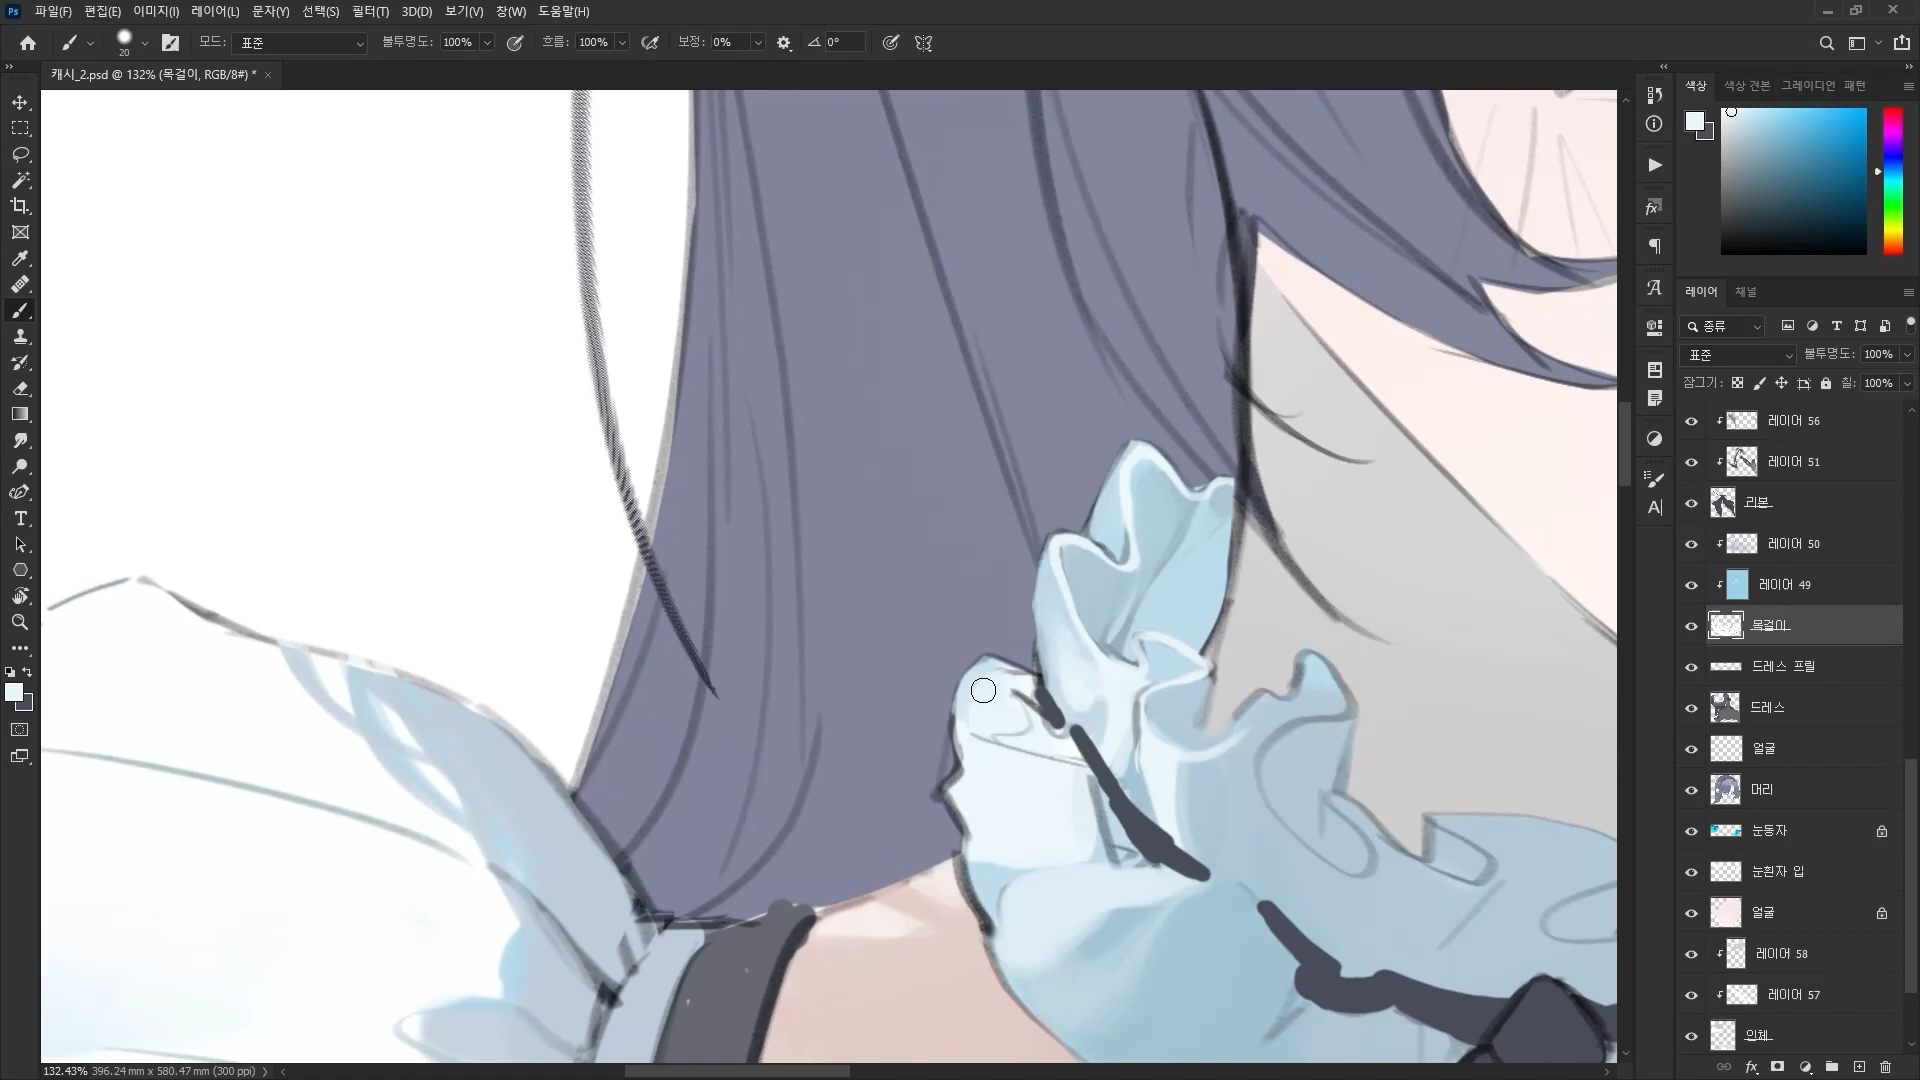 Ps 파일(F) 편집(E) 이미지(I) 레이어(L) 문자(Y) 선택(S) 필터(T) 3D(D) 보기(V) 창(W) 도움말(H)
20 모드: 표준 불투명도: 100% 흐름: 100% 보정: 0% 0°
캐시_2.psd @ 132% (목걸이, RGB/8#) * ×
색상 색상 견본 그레이디언 패턴
레이어 채널
종류
표준 불투명도: 100%
잠그기: 칠: 100%
레이어 56
레이어 51
리본
레이어 50
레이어 49
목걸이
드레스 프릴
드레스
얼굴
머리
눈동자
눈흰자 입
얼굴
레이어 58
레이어 57
인체
132.43% 396.24 mm x 580.47 mm (300 ppi)